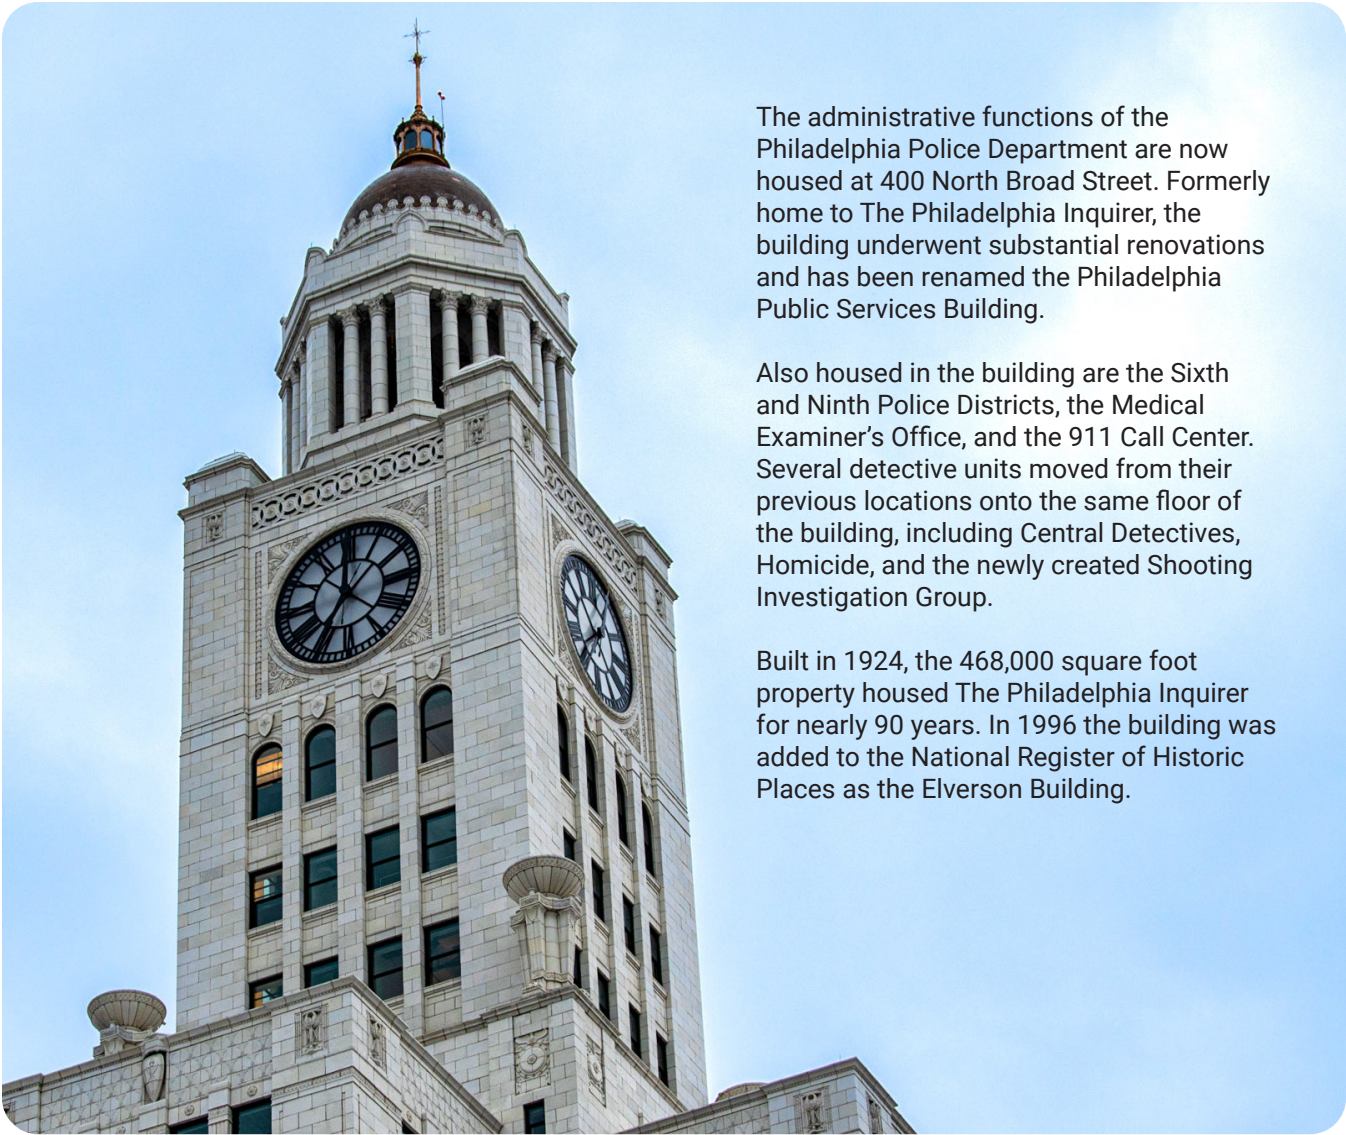 The administrative functions of the
Philadelphia Police Department are now
housed at 400 North Broad Street. Formerly
home to The Philadelphia Inquirer, the
building underwent substantial renovations
and has been renamed the Philadelphia
Public Services Building.
Also housed in the building are the Sixth
and Ninth Police Districts, the Medical
Examiner’s Office, and the 911 Call Center.
Several detective units moved from their
previous locations onto the same floor of
the building, including Central Detectives,
Homicide, and the newly created Shooting
Investigation Group.
Built in 1924, the 468,000 square foot
property housed The Philadelphia Inquirer
for nearly 90 years. In 1996 the building was
added to the National Register of Historic
Places as the Elverson Building.